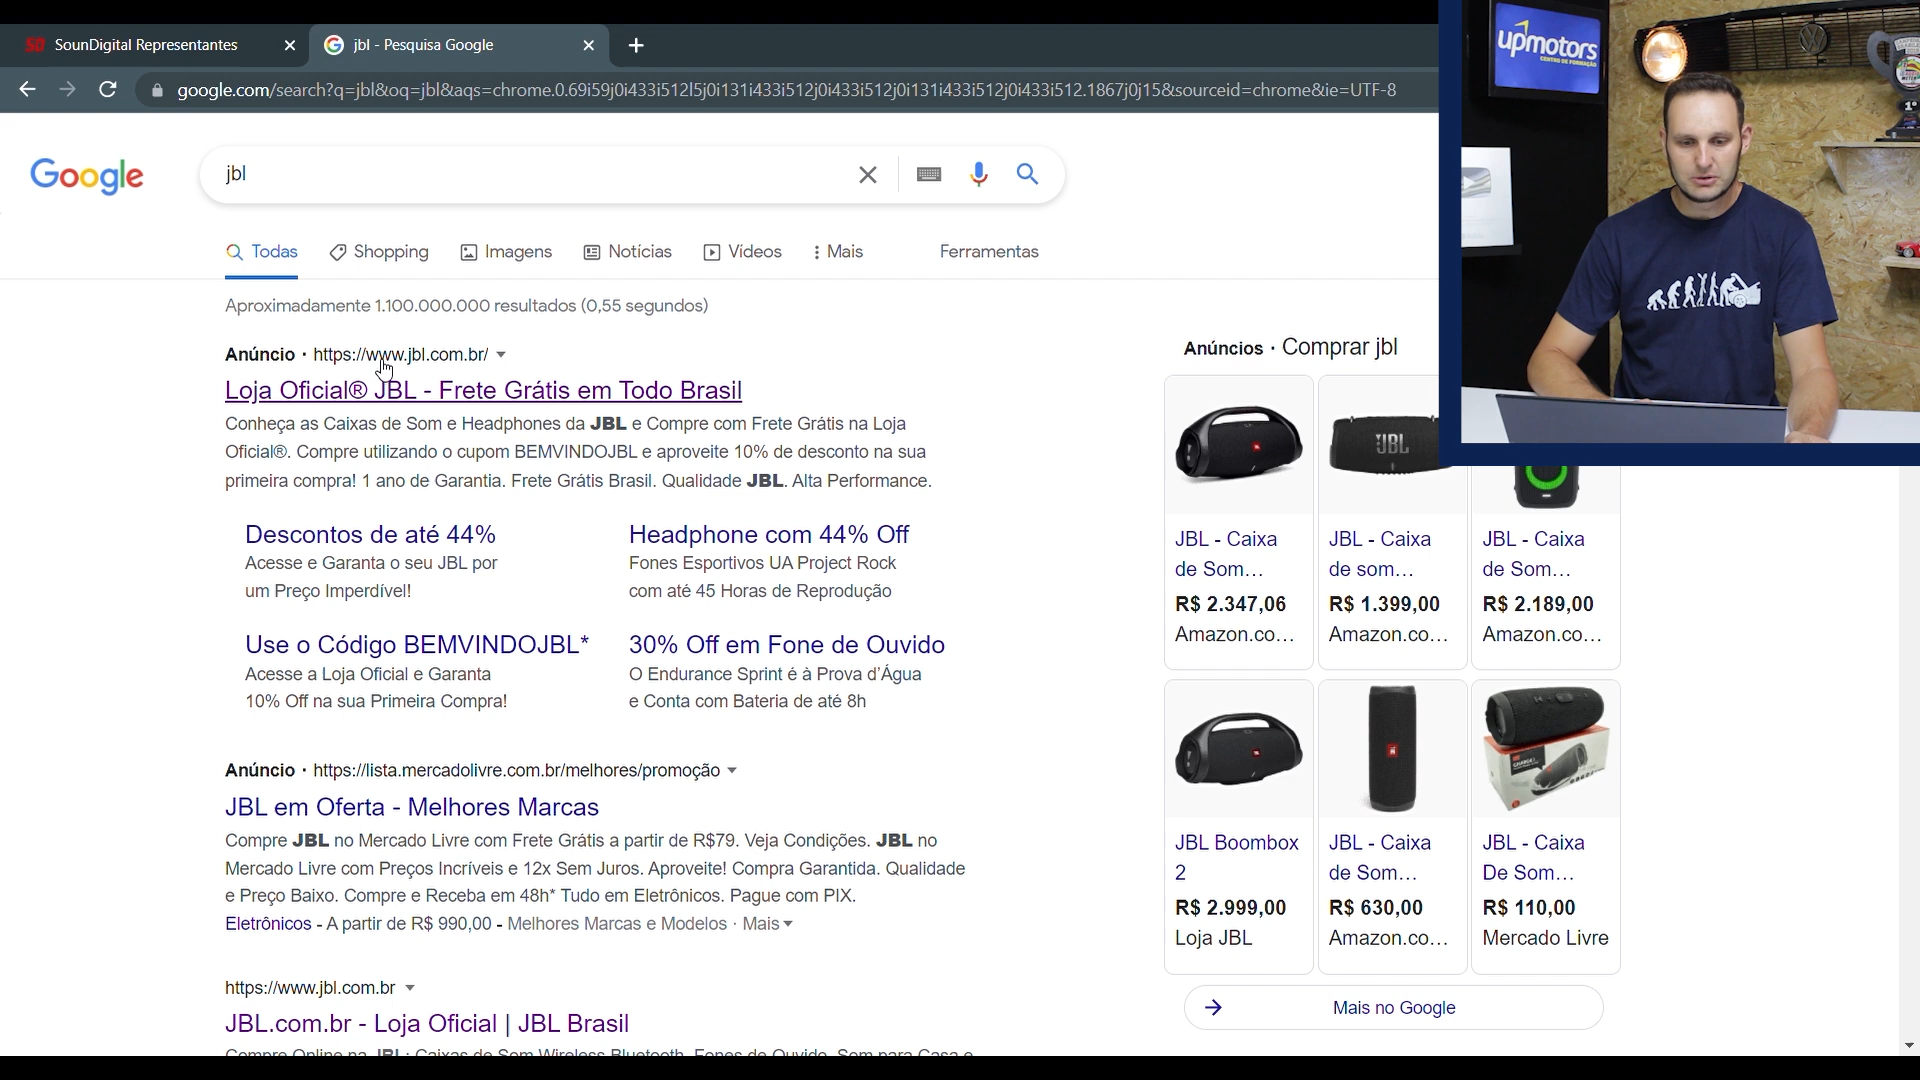 SD SounDigital Representantes
jbl - Pesquisa Google
google.com/search?q=jbl&oq=jbl&aqs=chrome.0.69i59j0i433i512l5j0i131i433i512j0i433i512j0i131i433i512j0i433i512.1867j0j15&sourceid=chrome&ie=UTF-8
upmotors
CENTRO DE FORMAÇÃO
1º
Google
jbl
Todas
Shopping
Imagens
Notícias
Vídeos
Mais
Ferramentas
Aproximadamente 1.100.000.000 resultados (0,55 segundos)
Anúncio · https://www.jbl.com.br/
Loja Oficial® JBL - Frete Grátis em Todo Brasil
Conheça as Caixas de Som e Headphones da JBL e Compre com Frete Grátis na Loja
Oficial®. Compre utilizando o cupom BEMVINDOJBL e aproveite 10% de desconto na sua
primeira compra! 1 ano de Garantia. Frete Grátis Brasil. Qualidade JBL. Alta Performance.
Descontos de até 44%
Acesse e Garanta o seu JBL por
um Preço Imperdível!
Headphone com 44% Off
Fones Esportivos UA Project Rock
com até 45 Horas de Reprodução
Use o Código BEMVINDOJBL*
Acesse a Loja Oficial e Garanta
10% Off na sua Primeira Compra!
30% Off em Fone de Ouvido
O Endurance Sprint é à Prova d'Água
e Conta com Bateria de até 8h
Anúncio · https://lista.mercadolivre.com.br/melhores/promoção
JBL em Oferta - Melhores Marcas
Compre JBL no Mercado Livre com Frete Grátis a partir de R$79. Veja Condições. JBL no
Mercado Livre com Preços Incríveis e 12x Sem Juros. Aproveite! Compra Garantida. Qualidade
e Preço Baixo. Compre e Receba em 48h* Tudo em Eletrônicos. Pague com PIX.
Eletrônicos - A partir de R$ 990,00 - Melhores Marcas e Modelos · Mais
https://www.jbl.com.br
JBL.com.br - Loja Oficial | JBL Brasil
Compre Online na JBL: Caixas de Som Wireless Bluetooth, Fones de Ouvido, Som para Casa e
Anúncios · Comprar jbl
JBL
JBL - Caixa
de Som...
R$ 2.347,06
Amazon.co...
JBL - Caixa
de som...
R$ 1.399,00
Amazon.co...
JBL - Caixa
de Som...
R$ 2.189,00
Amazon.co...
JBL Boombox
2
R$ 2.999,00
Loja JBL
JBL - Caixa
de Som...
R$ 630,00
Amazon.co...
JBL - Caixa
De Som...
R$ 110,00
Mercado Livre
Mais no Google